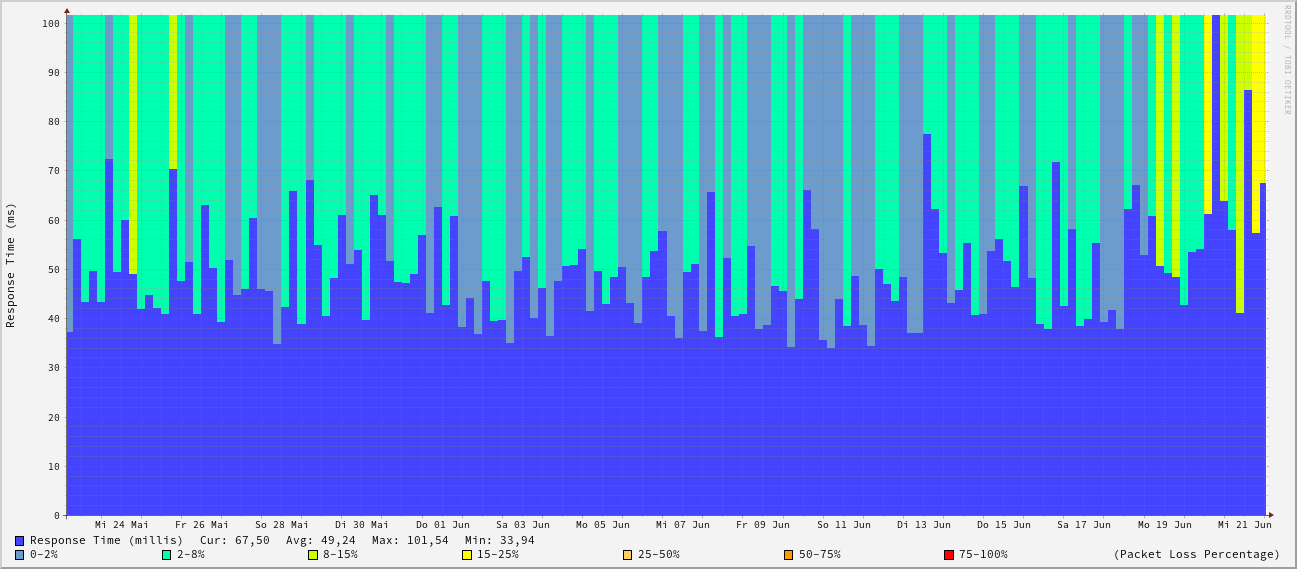 RRDTOOL / TOBI OETIKER
Response Time (ms)
100
90
80
70
60
50
40
30
20
10
0
Mi 24 Mai Fr 26 Mai So 28 Mai Di 30 Mai Do 01 Jun Sa 03 Jun Mo 05 Jun Mi 07 Jun Fr 09 Jun So 11 Jun Di 13 Jun Do 15 Jun Sa 17 Jun Mo 19 Jun Mi 21 Jun
Response Time (millis) Cur: 67,50 Avg: 49,24 Max: 101,54 Min: 33,94
0-2% 2-8% 8-15% 15-25% 25-50% 50-75% 75-100% (Packet Loss Percentage)